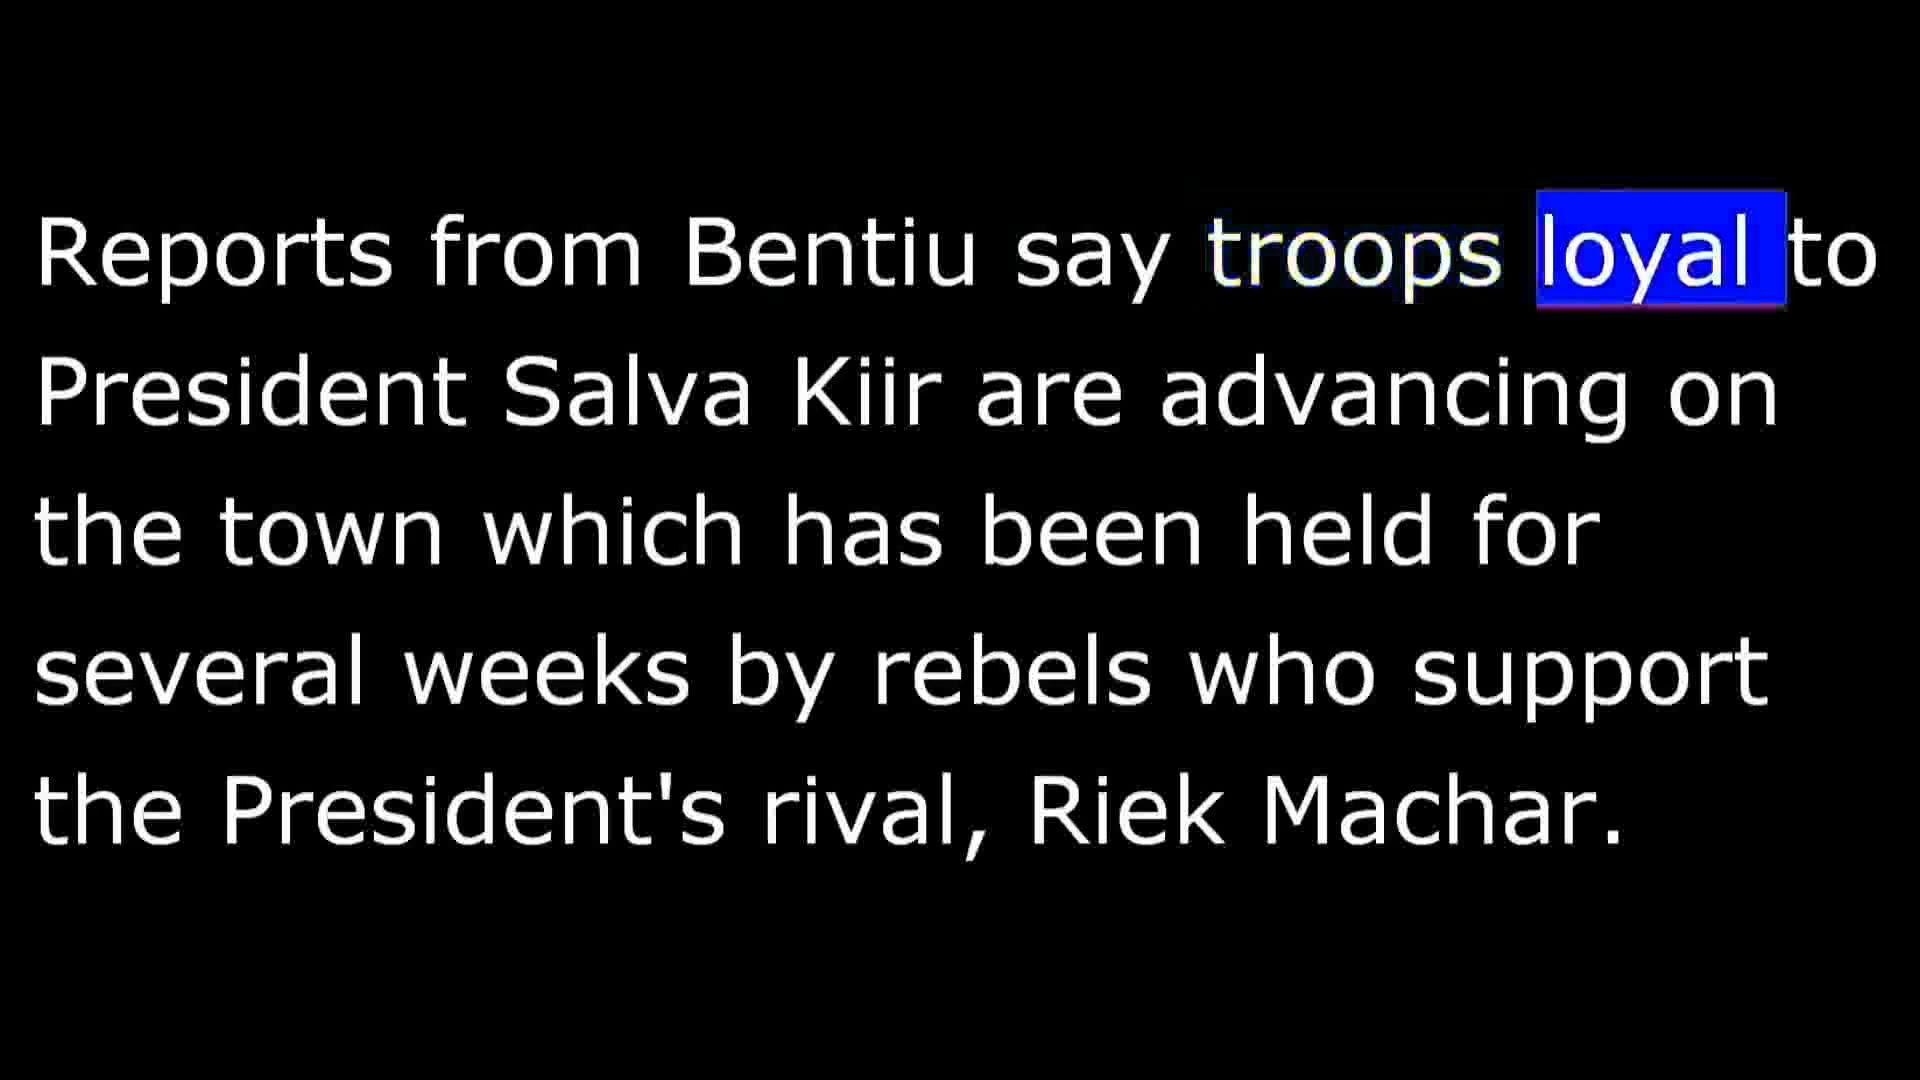 Reports from Bentiu say troops loyal to
President Salva Kiir are advancing on
the town which has been held for
several weeks by rebels who support
the President's rival, Riek Machar.